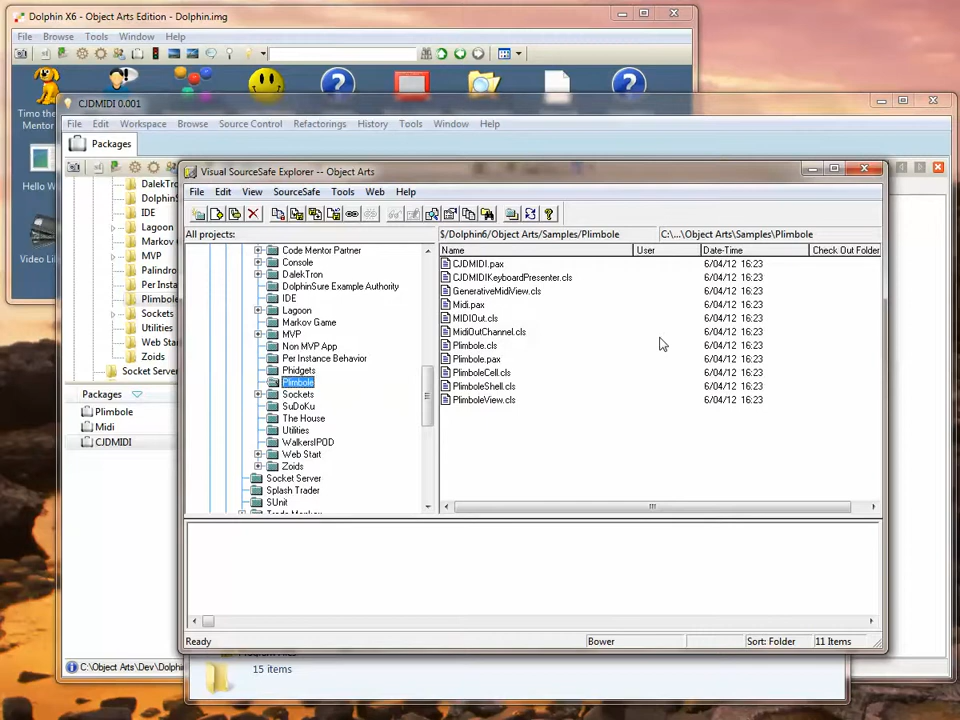 Dolphin X6 - Object Arts Edition - Dolphin.img
File Browse Tools Window Help
Timo the
Mentor
Hello W
Video Li
CJDMIDI 0.001
File Edit Workspace Browse Source Control Refactorings History Tools Window Help
Packages
DalekTro
Dolphin
IDE
Lagoon
Markov
MVP
Palindro
Per Insta
Plimbole
Sockets
Utilities
Web Star
Zoids
Socket Server
Packages
Plimbole
Midi
CJDMIDI
C:\Object Arts\Dev\Dolphin
Visual SourceSafe Explorer -- Object Arts
File Edit View SourceSafe Tools Web Help
All projects:
$/Dolphin6/Object Arts/Samples/Plimbole
C:\...\Object Arts\Samples\Plimbole
Code Mentor Partner
Console
DalekTron
DolphinSure Example Authority
IDE
Lagoon
Markov Game
MVP
Non MVP App
Per Instance Behavior
Phidgets
Plimbole
Sockets
SuDoKu
The House
Utilities
WalkersIPOD
Web Start
Zoids
Socket Server
Splash Trader
SUnit
Name User Date-Time Check Out Folder
CJDMIDI.pax 6/04/12 16:23
CJDMIDIKeyboardPresenter.cls 6/04/12 16:23
GenerativeMidiView.cls 6/04/12 16:23
Midi.pax 6/04/12 16:23
MIDIOut.cls 6/04/12 16:23
MidiOutChannel.cls 6/04/12 16:23
Plimbole.cls 6/04/12 16:23
Plimbole.pax 6/04/12 16:23
PlimboleCell.cls 6/04/12 16:23
PlimboleShell.cls 6/04/12 16:23
PlimboleView.cls 6/04/12 16:23
Ready Bower Sort: Folder 11 Items
15 items